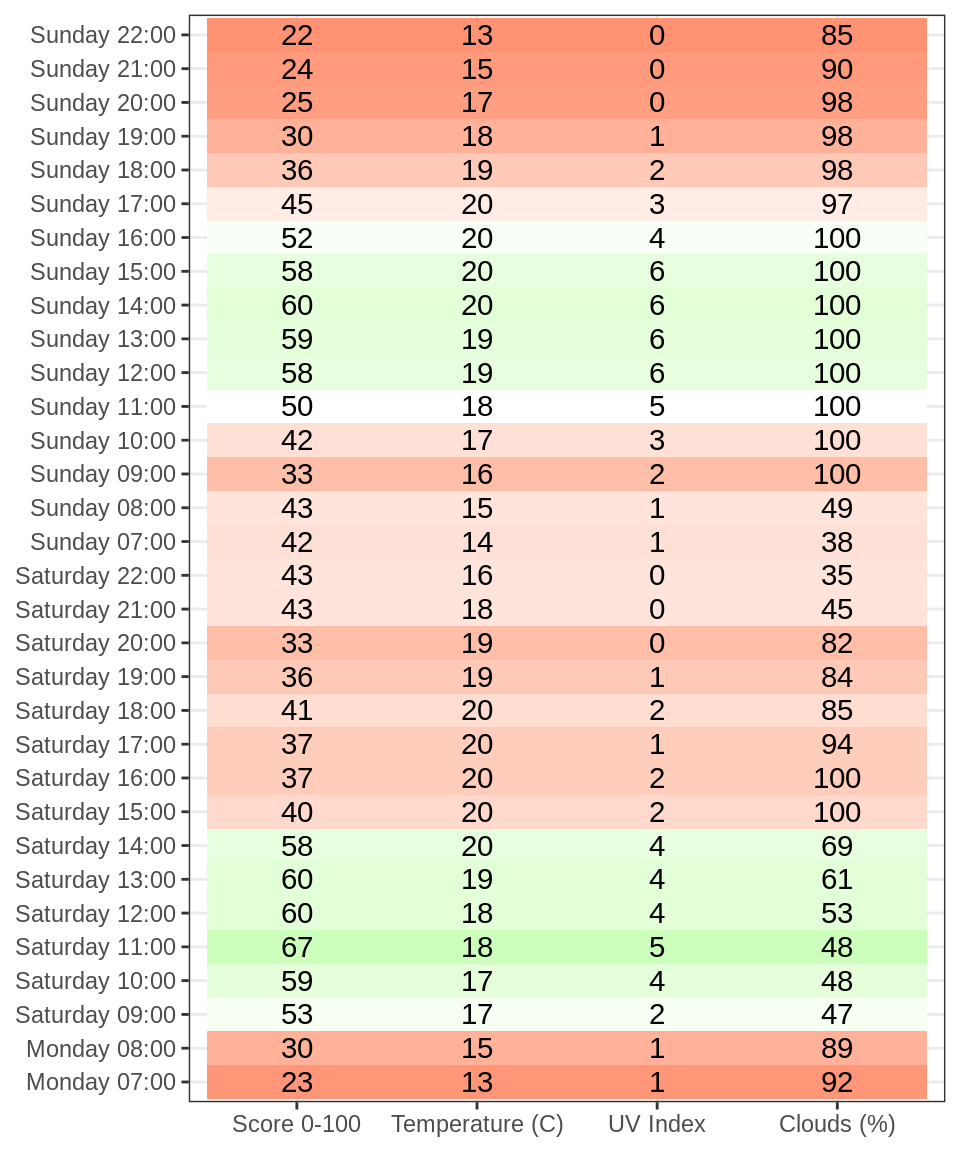 Sunday 22:00 22 13 0 85
Sunday 21:00 24 15 0 90
Sunday 20:00 25 17 0 98
Sunday 19:00 30 18 1 98
Sunday 18:00 36 19 2 98
Sunday 17:00 45 20 3 97
Sunday 16:00 52 20 4 100
Sunday 15:00 58 20 6 100
Sunday 14:00 60 20 6 100
Sunday 13:00 59 19 6 100
Sunday 12:00 58 19 6 100
Sunday 11:00 50 18 5 100
Sunday 10:00 42 17 3 100
Sunday 09:00 33 16 2 100
Sunday 08:00 43 15 1 49
Sunday 07:00 42 14 1 38
Saturday 22:00 43 16 0 35
Saturday 21:00 43 18 0 45
Saturday 20:00 33 19 0 82
Saturday 19:00 36 19 1 84
Saturday 18:00 41 20 2 85
Saturday 17:00 37 20 1 94
Saturday 16:00 37 20 2 100
Saturday 15:00 40 20 2 100
Saturday 14:00 58 20 4 69
Saturday 13:00 60 19 4 61
Saturday 12:00 60 18 4 53
Saturday 11:00 67 18 5 48
Saturday 10:00 59 17 4 48
Saturday 09:00 53 17 2 47
Monday 08:00 30 15 1 89
Monday 07:00 23 13 1 92
Score 0-100 Temperature (C) UV Index Clouds (%)